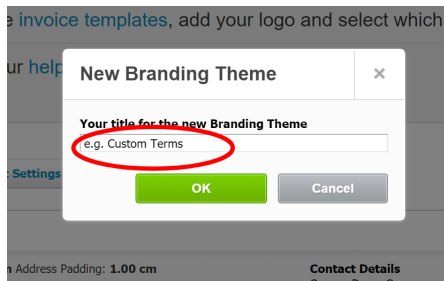 e invoice templates, add your logo and select which
ur help
New Branding Theme
×
Your title for the new Branding Theme
e.g. Custom Terms
: Settings
OK
Cancel
n Address Padding: 1.00 cm
Contact Details